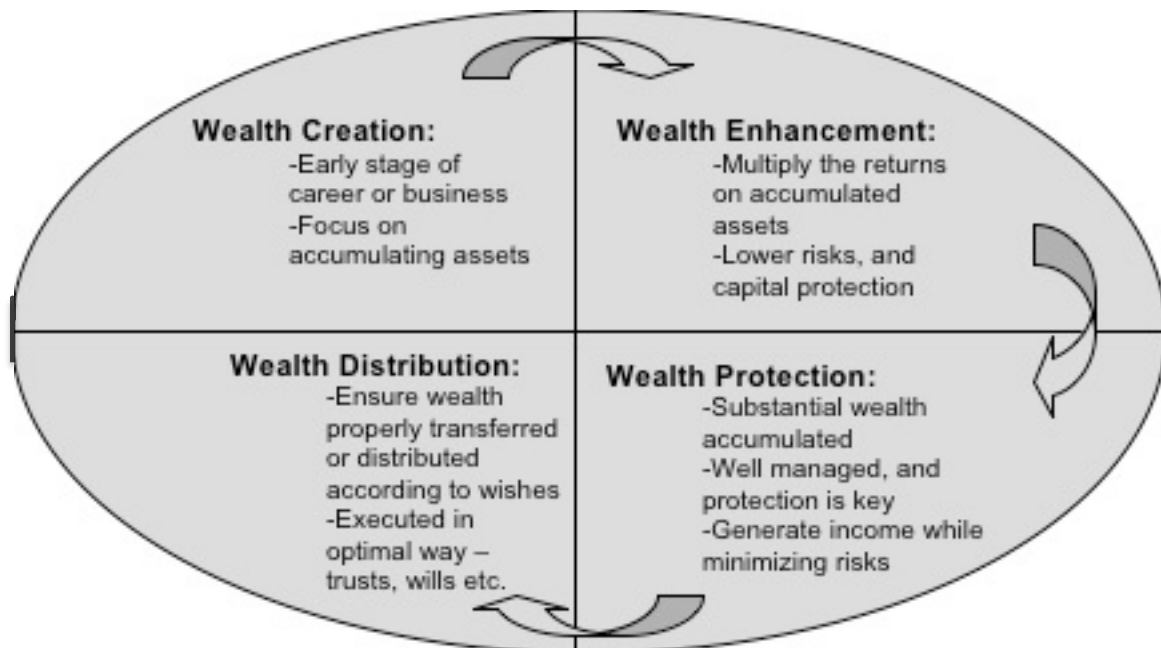 Wealth Creation:
-Early stage of
career or business
-Focus on
accumulating assets
Wealth Enhancement:
-Multiply the returns
on accumulated
assets
-Lower risks, and
capital protection
Wealth Distribution:
-Ensure wealth
properly transferred
or distributed
according to wishes
-Executed in
optimal way –
trusts, wills etc.
Wealth Protection:
-Substantial wealth
accumulated
-Well managed, and
protection is key
-Generate income while
minimizing risks